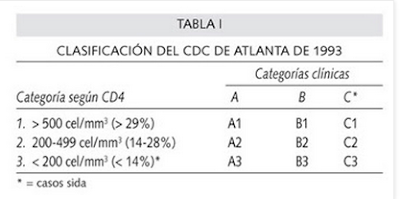 TABLA I
CLASIFICACIÓN DEL CDC DE ATLANTA DE 1993
Categorías clínicas
Categoría según CD4 A B C*
1. > 500 cel/mm³ (> 29%) A1 B1 C1
2. 200-499 cel/mm³ (14-28%) A2 B2 C2
3. < 200 cel/mm³ (< 14%)* A3 B3 C3
* = casos sida